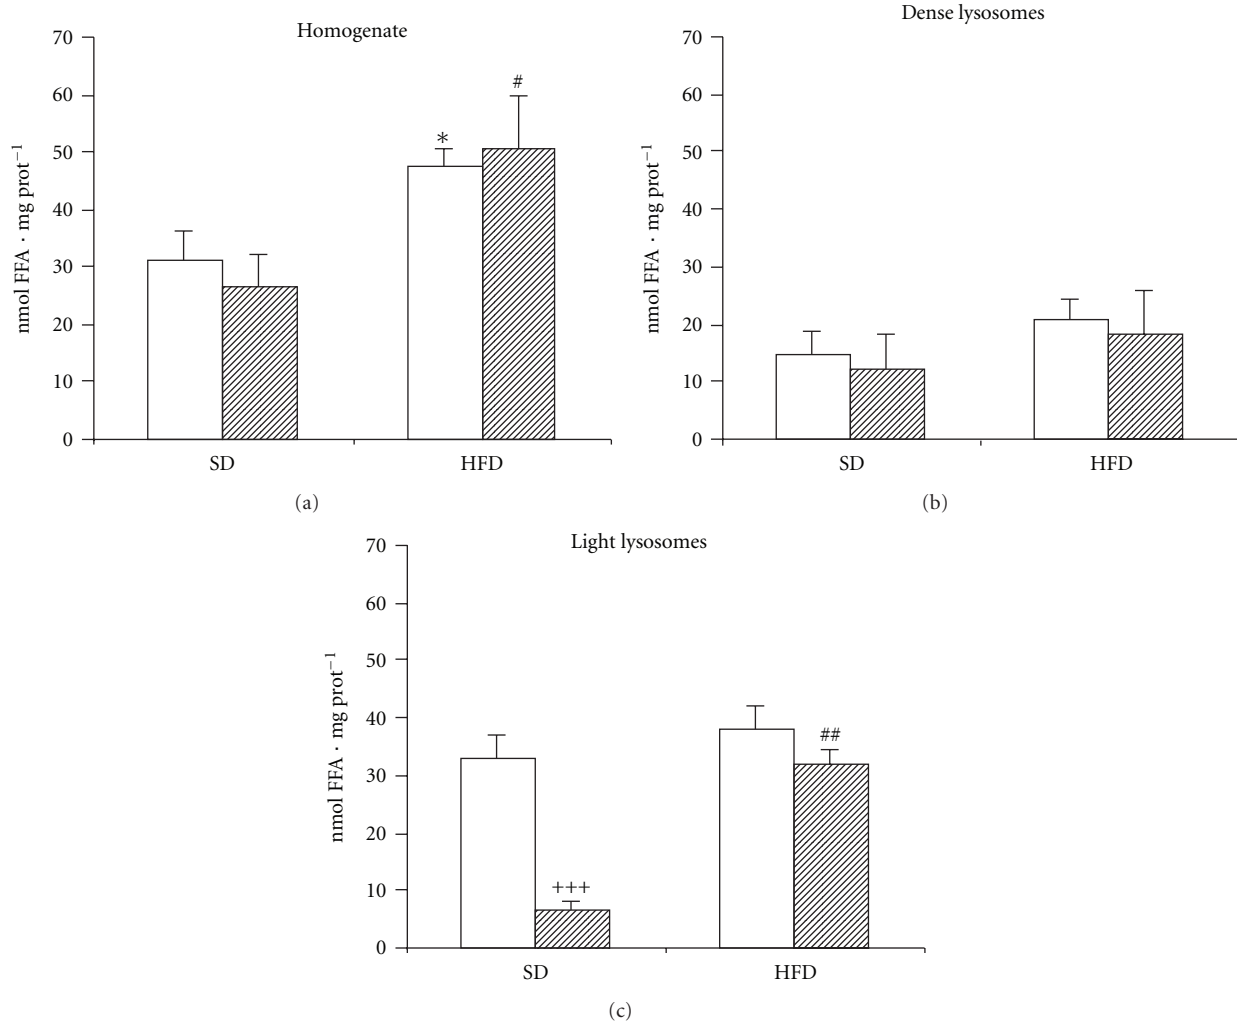 Homogenate
70
60
50
40
30
20
10
0
nmol FFA · mg prot⁻¹
*
#
SD HFD
(a)
Dense lysosomes
70
60
50
40
30
20
10
0
nmol FFA · mg prot⁻¹
SD HFD
(b)
Light lysosomes
70
60
50
40
30
20
10
0
nmol FFA · mg prot⁻¹
+++
##
SD HFD
(c)